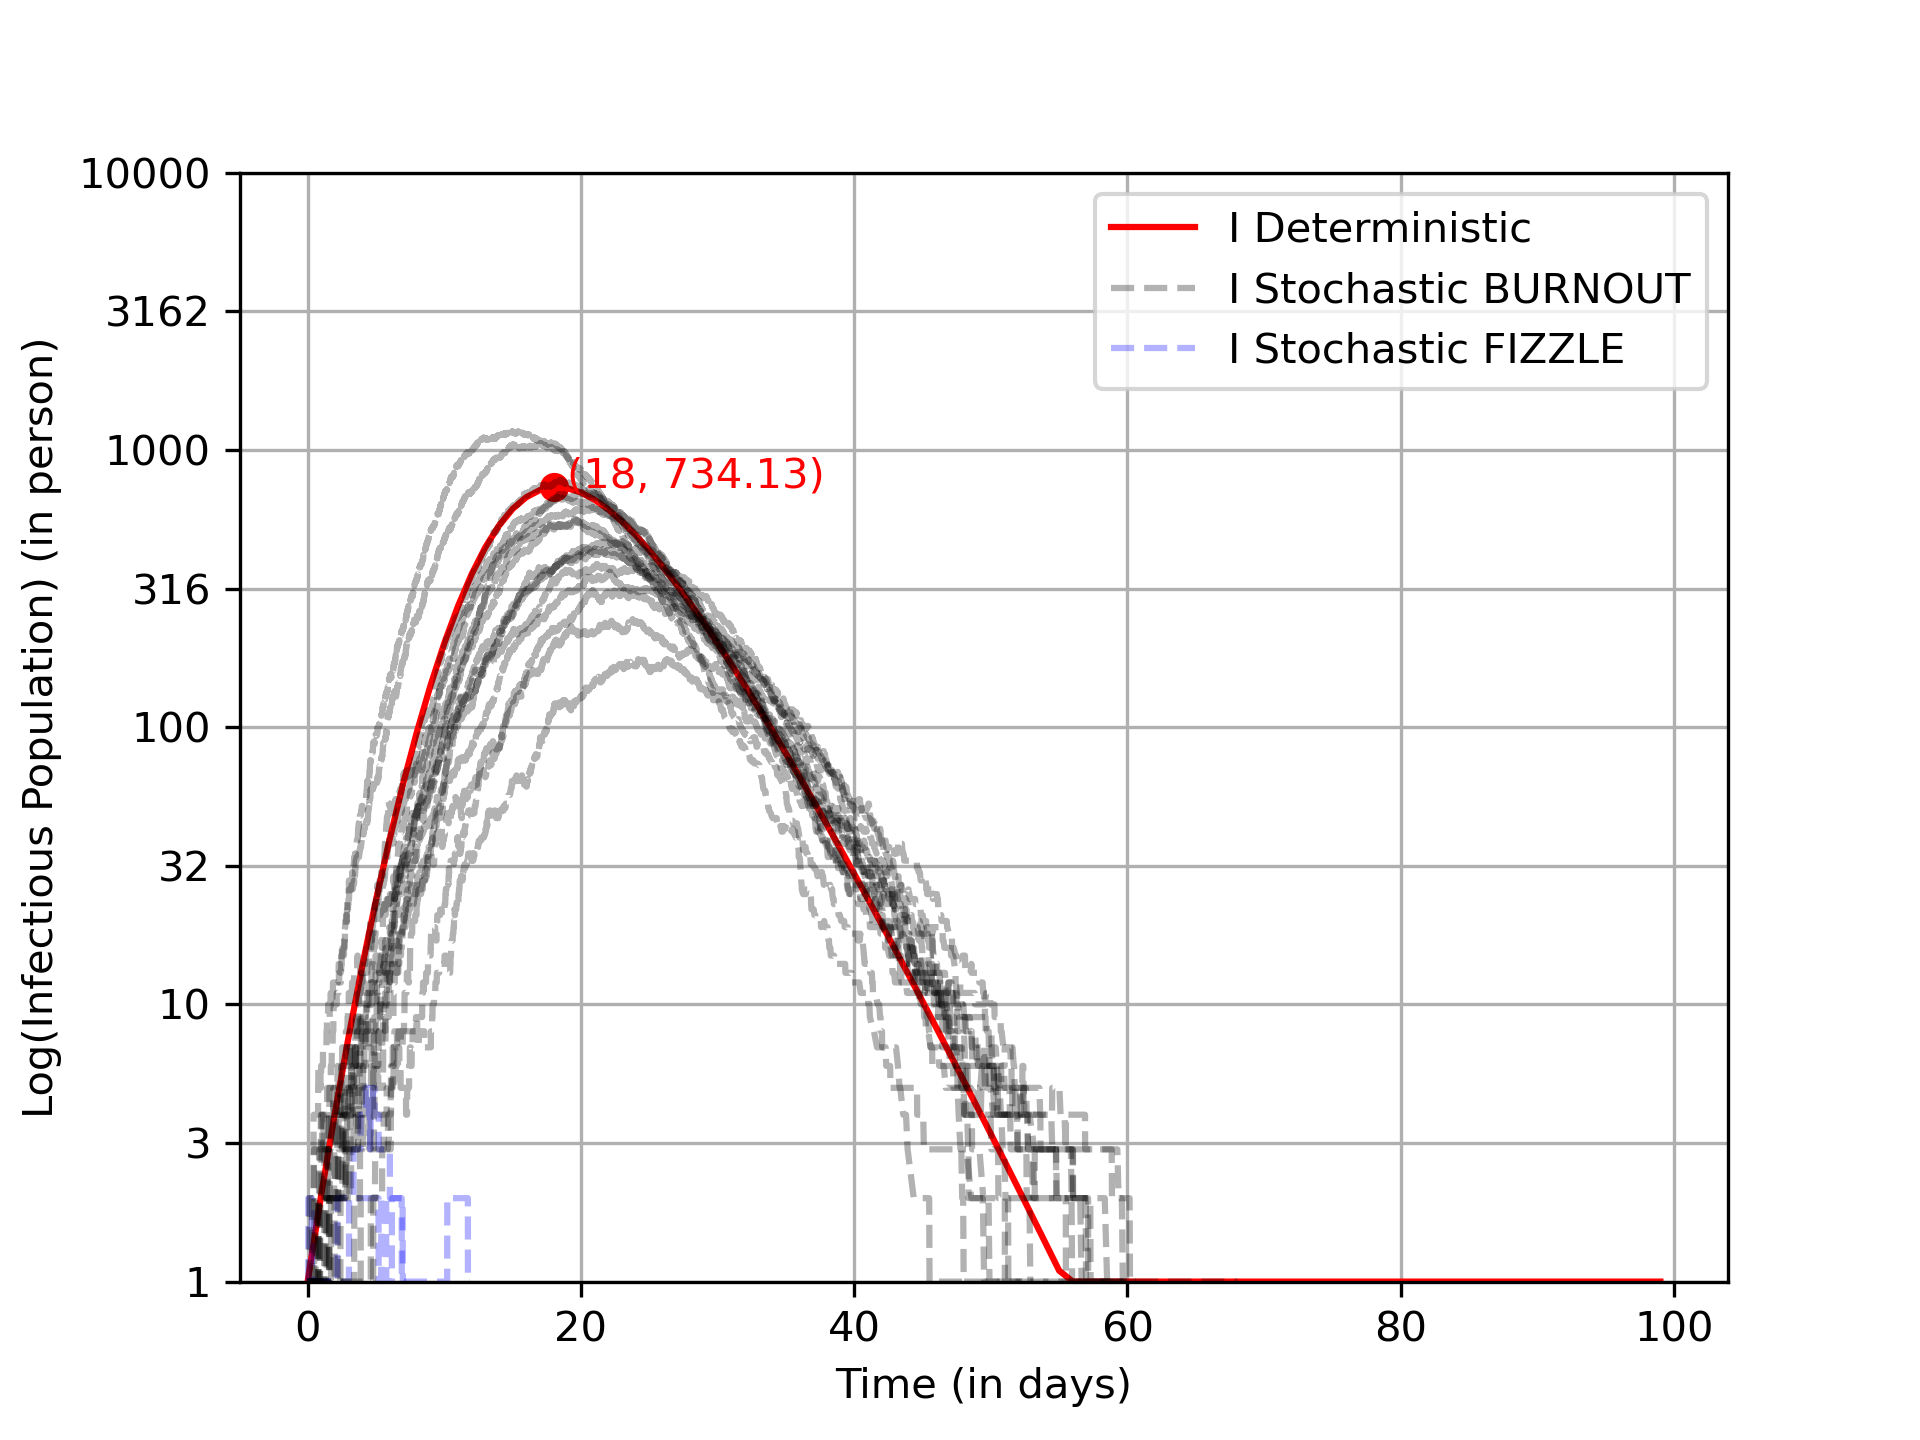 10000
3162
1000
316
100
32
10
3
1
Log(Infectious Population) (in person)
I Deterministic
I Stochastic BURNOUT
I Stochastic FIZZLE
(18, 734.13)
0 20 40 60 80 100
Time (in days)